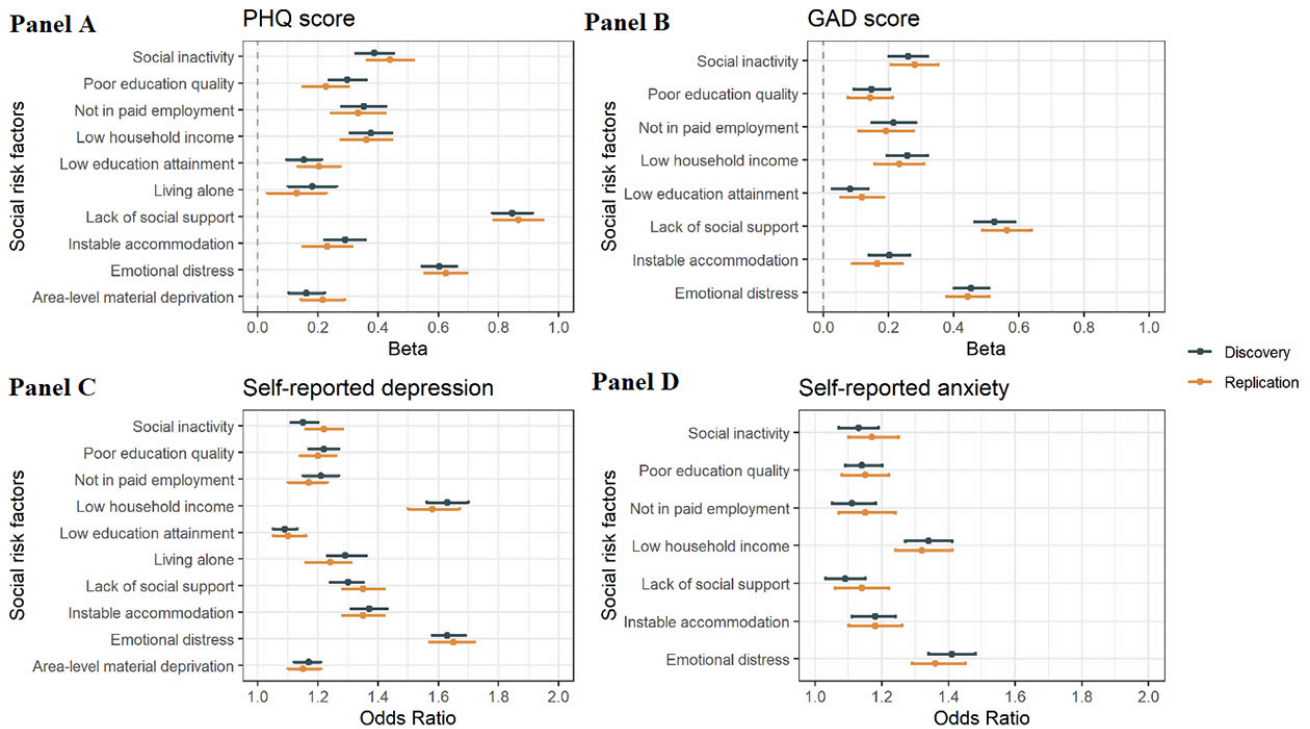 Panel A
PHQ score
Social risk factors
Social inactivity
Poor education quality
Not in paid employment
Low household income
Low education attainment
Living alone
Lack of social support
Instable accommodation
Emotional distress
Area-level material deprivation
0.0 0.2 0.4 0.6 0.8 1.0
Beta
Panel B
GAD score
Social risk factors
Social inactivity
Poor education quality
Not in paid employment
Low household income
Low education attainment
Lack of social support
Instable accommodation
Emotional distress
0.0 0.2 0.4 0.6 0.8 1.0
Beta
Discovery
Replication
Panel C
Self-reported depression
Social risk factors
Social inactivity
Poor education quality
Not in paid employment
Low household income
Low education attainment
Living alone
Lack of social support
Instable accommodation
Emotional distress
Area-level material deprivation
1.0 1.2 1.4 1.6 1.8 2.0
Odds Ratio
Panel D
Self-reported anxiety
Social risk factors
Social inactivity
Poor education quality
Not in paid employment
Low household income
Lack of social support
Instable accommodation
Emotional distress
1.0 1.2 1.4 1.6 1.8 2.0
Odds Ratio